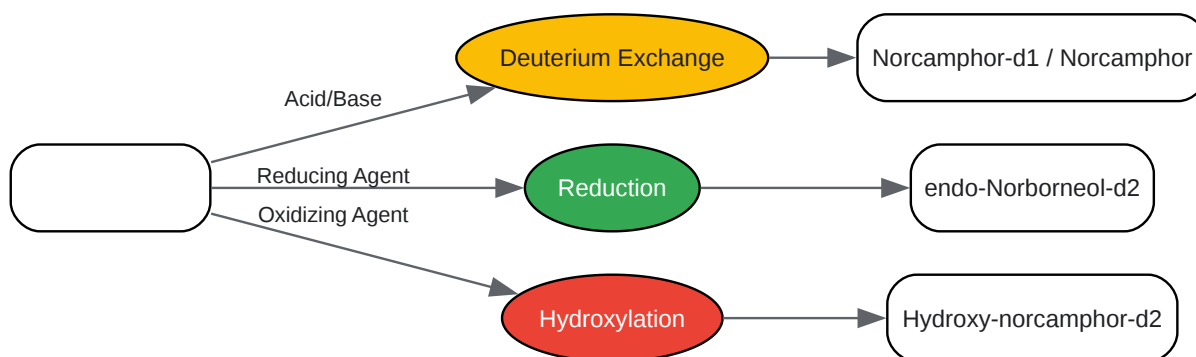 Deuterium Exchange
Norcamphor-d1 / Norcamphor
Acid/Base
Reducing Agent
Reduction
endo-Norborneol-d2
Oxidizing Agent
Hydroxylation
Hydroxy-norcamphor-d2